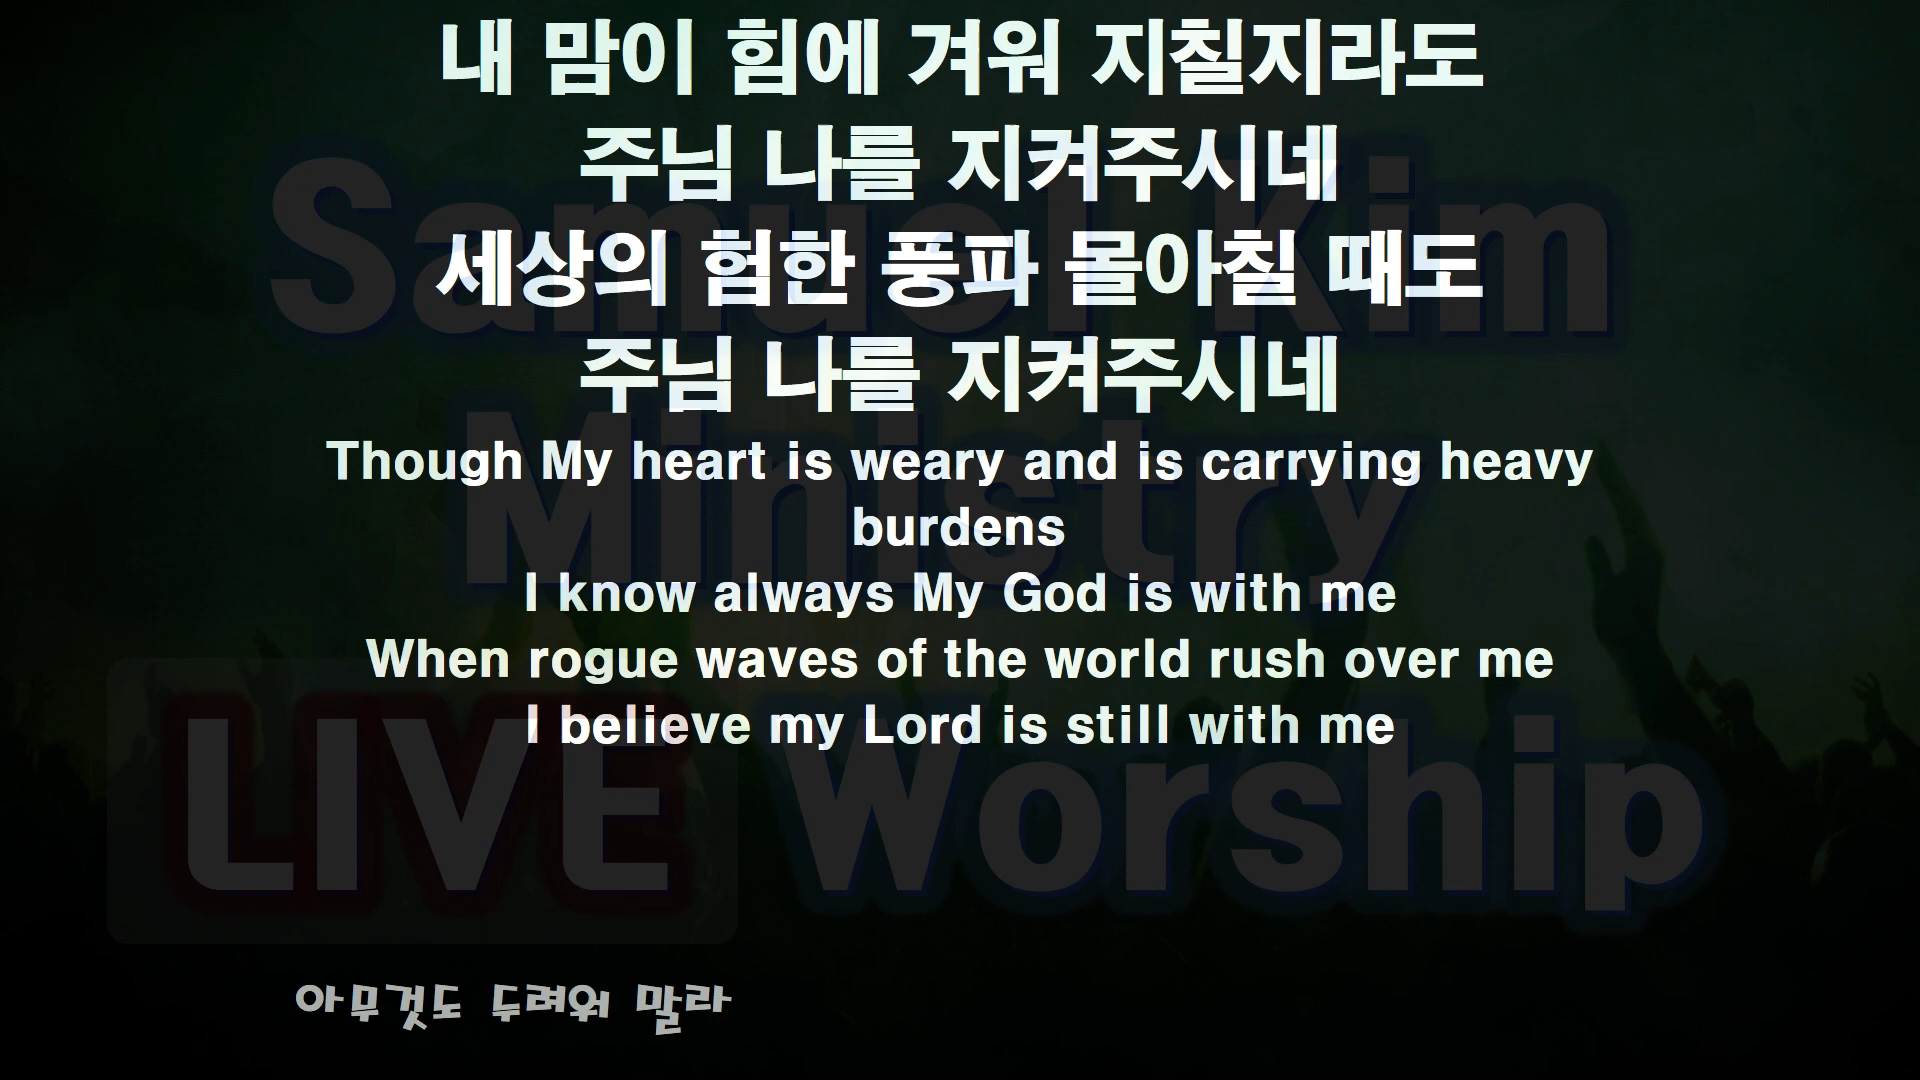 내 맘이 힘에 겨워 지칠지라도
주님 나를 지켜주시네
세상의 험한 풍파 몰아칠 때도
주님 나를 지켜주시네
Though My heart is weary and is carrying heavy
burdens
I know always My God is with me
When rogue waves of the world rush over me
I believe my Lord is still with me
Samuel Kim
Ministry
LIVE Worship
아무것도 두려워 말라